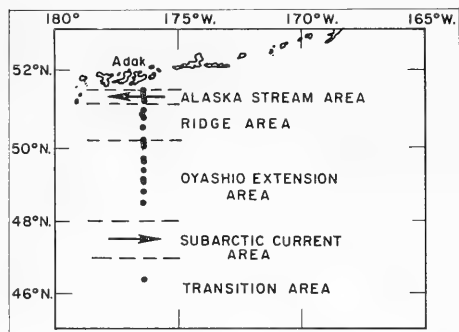 180° 175°W. 170°W. 165°W.
Adak
52°N.
ALASKA STREAM AREA
RIDGE AREA
50°N.
OYASHIO EXTENSION
AREA
48°N.
SUBARCTIC CURRENT
AREA
46°N.
TRANSITION AREA